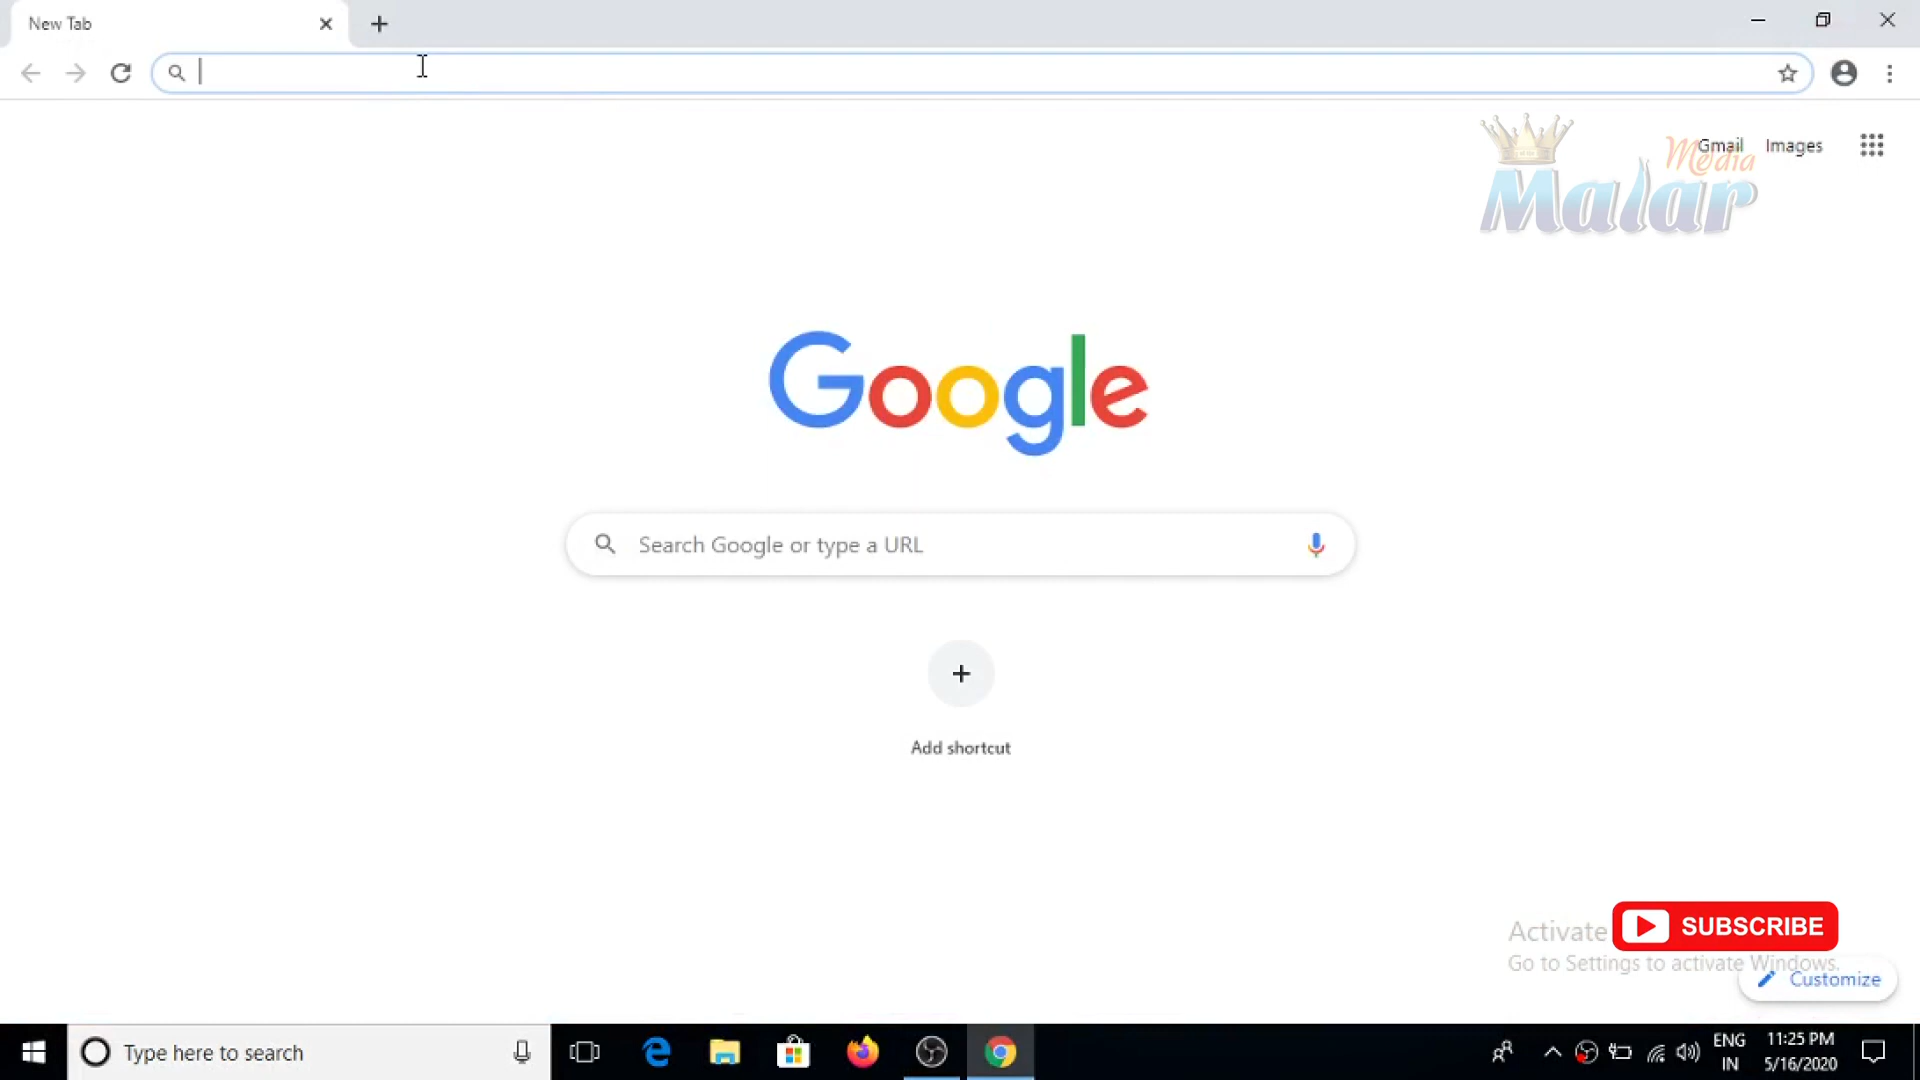 New Tab
Gmail Images
Media
Malar
Google
Search Google or type a URL
Add shortcut
Activate
SUBSCRIBE
Go to Settings to activate Windows.
Customize
Type here to search
ENG
IN
11:25 PM
5/16/2020